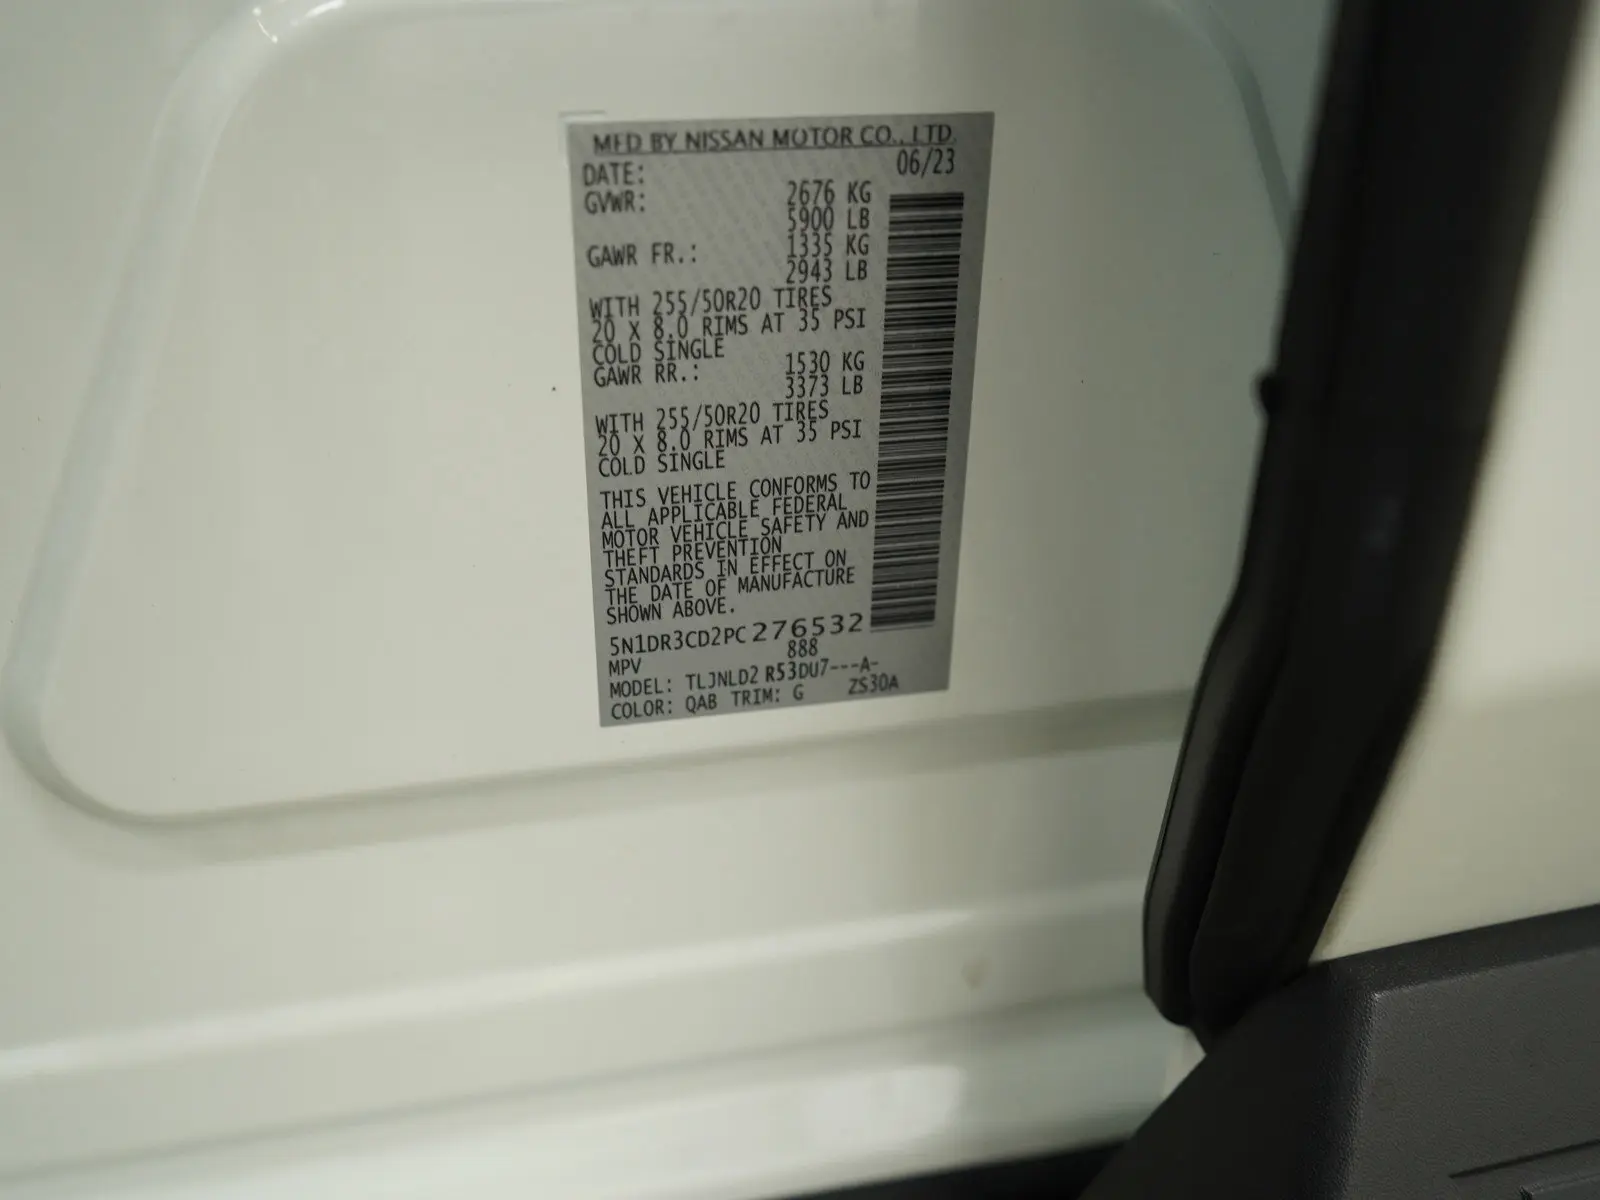 MFD BY NISSAN MOTOR CO., LTD.
DATE: 06/23
GVWR: 2676 KG
5900 LB
GAWR FR.: 1335 KG
2943 LB
WITH 255/50R20 TIRES
20 X 8.0 RIMS AT 35 PSI
COLD SINGLE
GAWR RR.: 1530 KG
3373 LB
WITH 255/50R20 TIRES
20 X 8.0 RIMS AT 35 PSI
COLD SINGLE
THIS VEHICLE CONFORMS TO
ALL APPLICABLE FEDERAL
MOTOR VEHICLE SAFETY AND
THEFT PREVENTION
STANDARDS IN EFFECT ON
THE DATE OF MANUFACTURE
SHOWN ABOVE.
5N1DR3CD2PC276532
MPV 888
MODEL: TLJNLD2 R53DU7---A-
COLOR: QAB TRIM: G ZS30A